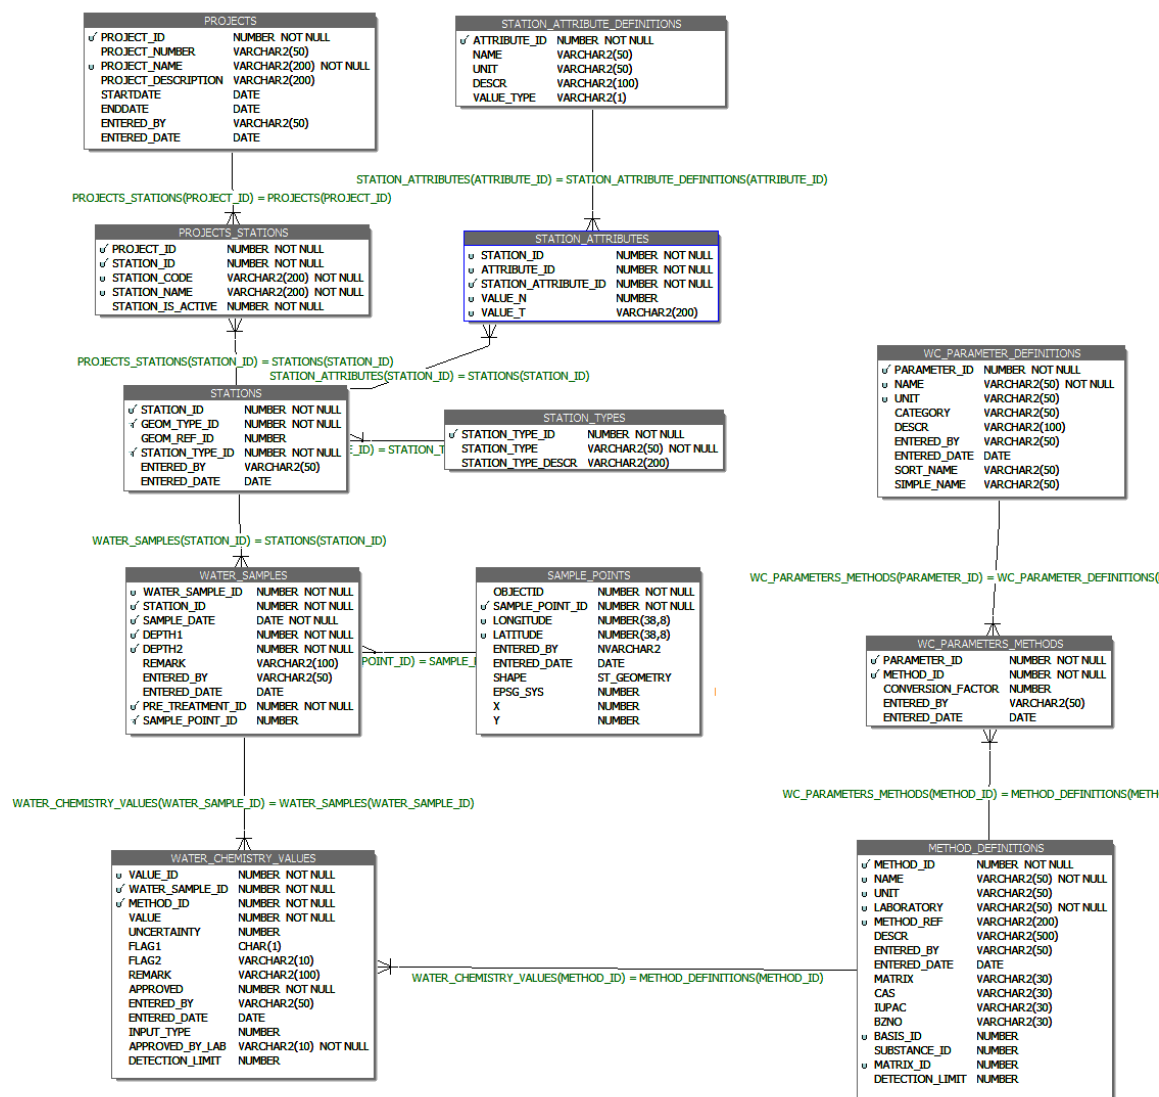 PROJECTS
PROJECT_ID NUMBER NOT NULL
PROJECT_NUMBER VARCHAR2(50)
PROJECT_NAME VARCHAR2(200) NOT NULL
PROJECT_DESCRIPTION VARCHAR2(200)
STARTDATE DATE
ENDDATE DATE
ENTERED_BY VARCHAR2(50)
ENTERED_DATE DATE
STATION_ATTRIBUTE_DEFINITIONS
ATTRIBUTE_ID NUMBER NOT NULL
NAME VARCHAR2(50)
UNIT VARCHAR2(50)
DESCR VARCHAR2(100)
VALUE_TYPE VARCHAR2(1)
STATION_ATTRIBUTES(ATTRIBUTE_ID) = STATION_ATTRIBUTE_DEFINITIONS(ATTRIBUTE_ID)
PROJECTS_STATIONS(PROJECT_ID) = PROJECTS(PROJECT_ID)
PROJECTS_STATIONS
PROJECT_ID NUMBER NOT NULL
STATION_ID NUMBER NOT NULL
STATION_CODE VARCHAR2(200) NOT NULL
STATION_NAME VARCHAR2(200) NOT NULL
STATION_IS_ACTIVE NUMBER NOT NULL
STATION_ATTRIBUTES
STATION_ID NUMBER NOT NULL
ATTRIBUTE_ID NUMBER NOT NULL
STATION_ATTRIBUTE_ID NUMBER NOT NULL
VALUE_N NUMBER
VALUE_T VARCHAR2(200)
PROJECTS_STATIONS(STATION_ID) = STATIONS(STATION_ID)
STATION_ATTRIBUTES(STATION_ID) = STATIONS(STATION_ID)
STATIONS
STATION_ID NUMBER NOT NULL
GEOM_TYPE_ID NUMBER NOT NULL
GEOM_REF_ID NUMBER
STATION_TYPE_ID NUMBER NOT NULL
ENTERED_BY VARCHAR2(50)
ENTERED_DATE DATE
E_ID) = STATION_T
STATION_TYPES
STATION_TYPE_ID NUMBER NOT NULL
STATION_TYPE VARCHAR2(50) NOT NULL
STATION_TYPE_DESCR VARCHAR2(200)
WC_PARAMETER_DEFINITIONS
PARAMETER_ID NUMBER NOT NULL
NAME VARCHAR2(50) NOT NULL
UNIT VARCHAR2(50)
CATEGORY VARCHAR2(50)
DESCR VARCHAR2(100)
ENTERED_BY VARCHAR2(50)
ENTERED_DATE DATE
SORT_NAME VARCHAR2(50)
SIMPLE_NAME VARCHAR2(50)
WATER_SAMPLES(STATION_ID) = STATIONS(STATION_ID)
WATER_SAMPLES
WATER_SAMPLE_ID NUMBER NOT NULL
STATION_ID NUMBER NOT NULL
SAMPLE_DATE DATE NOT NULL
DEPTH1 NUMBER NOT NULL
DEPTH2 NUMBER NOT NULL
REMARK VARCHAR2(100)
ENTERED_BY VARCHAR2(50)
ENTERED_DATE DATE
PRE_TREATMENT_ID NUMBER NOT NULL
SAMPLE_POINT_ID NUMBER
POINT_ID) = SAMPLE_P
SAMPLE_POINTS
OBJECTID NUMBER NOT NULL
SAMPLE_POINT_ID NUMBER NOT NULL
LONGITUDE NUMBER(38,8)
LATITUDE NUMBER(38,8)
ENTERED_BY NVARCHAR2
ENTERED_DATE DATE
SHAPE ST_GEOMETRY
EPSG_SYS NUMBER
X NUMBER
Y NUMBER
WC_PARAMETERS_METHODS(PARAMETER_ID) = WC_PARAMETER_DEFINITIONS(
WC_PARAMETERS_METHODS
PARAMETER_ID NUMBER NOT NULL
METHOD_ID NUMBER NOT NULL
CONVERSION_FACTOR NUMBER
ENTERED_BY VARCHAR2(50)
ENTERED_DATE DATE
WC_PARAMETERS_METHODS(METHOD_ID) = METHOD_DEFINITIONS(METH
WATER_CHEMISTRY_VALUES(WATER_SAMPLE_ID) = WATER_SAMPLES(WATER_SAMPLE_ID)
WATER_CHEMISTRY_VALUES
VALUE_ID NUMBER NOT NULL
WATER_SAMPLE_ID NUMBER NOT NULL
METHOD_ID NUMBER NOT NULL
VALUE NUMBER NOT NULL
UNCERTAINTY NUMBER
FLAG1 CHAR(1)
FLAG2 VARCHAR2(10)
REMARK VARCHAR2(100)
APPROVED NUMBER NOT NULL
ENTERED_BY VARCHAR2(50)
ENTERED_DATE DATE
INPUT_TYPE NUMBER
APPROVED_BY_LAB VARCHAR2(10) NOT NULL
DETECTION_LIMIT NUMBER
WATER_CHEMISTRY_VALUES(METHOD_ID) = METHOD_DEFINITIONS(METHOD_ID)
METHOD_DEFINITIONS
METHOD_ID NUMBER NOT NULL
NAME VARCHAR2(50) NOT NULL
UNIT VARCHAR2(50)
LABORATORY VARCHAR2(50) NOT NULL
METHOD_REF VARCHAR2(200)
DESCR VARCHAR2(500)
ENTERED_BY VARCHAR2(50)
ENTERED_DATE DATE
MATRIX VARCHAR2(30)
CAS VARCHAR2(30)
IUPAC VARCHAR2(30)
BZNO VARCHAR2(30)
BASIS_ID NUMBER
SUBSTANCE_ID NUMBER
MATRIX_ID NUMBER
DETECTION_LIMIT NUMBER